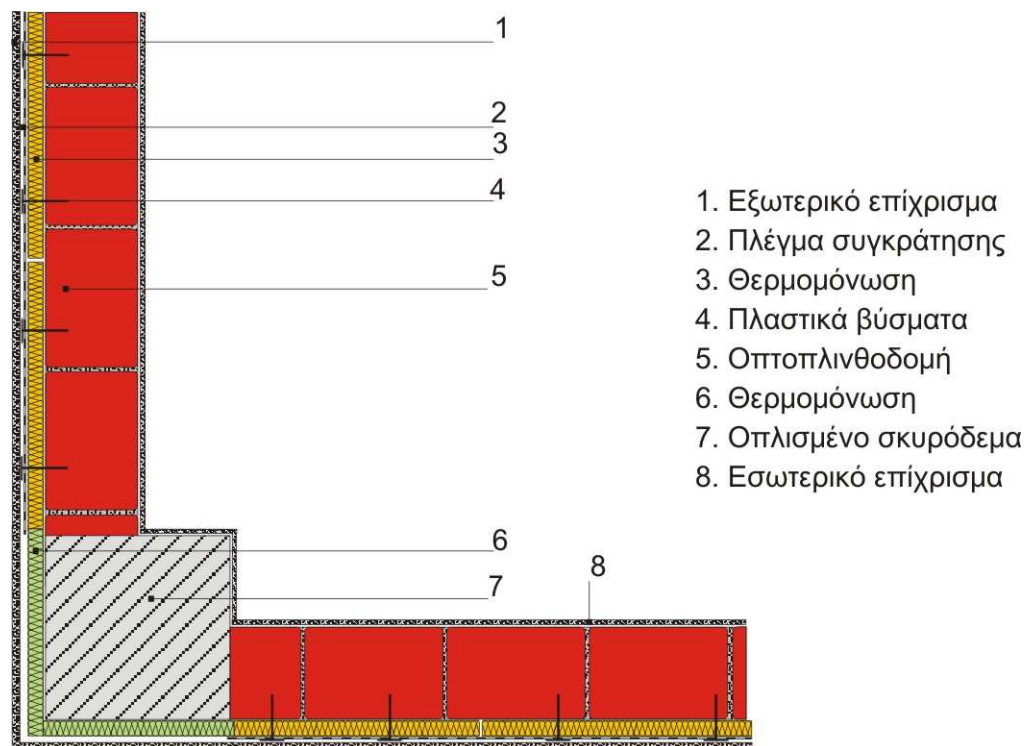 1
2
3
4
5
6
7
8
1. Εξωτερικό επίχρισμα
2. Πλέγμα συγκράτησης
3. Θερμομόνωση
4. Πλαστικά βύσματα
5. Οπτοπλινθοδομή
6. Θερμομόνωση
7. Οπλισμένο σκυρόδεμα
8. Εσωτερικό επίχρισμα